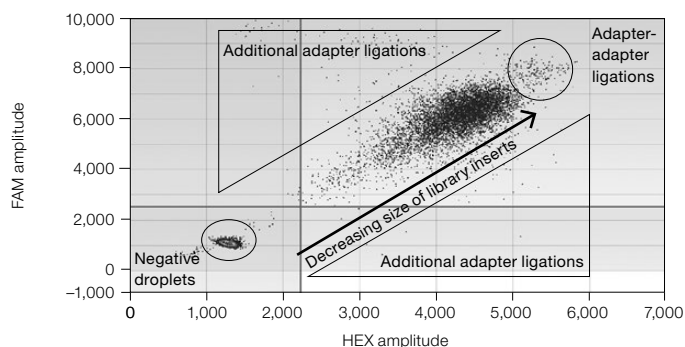 10,000
8,000
6,000
4,000
2,000
0
−1,000
FAM amplitude
Additional adapter ligations
Adapter-
adapter
ligations
Decreasing size of library inserts
Negative
droplets
Additional adapter ligations
0
1,000
2,000
3,000
4,000
5,000
6,000
7,000
HEX amplitude